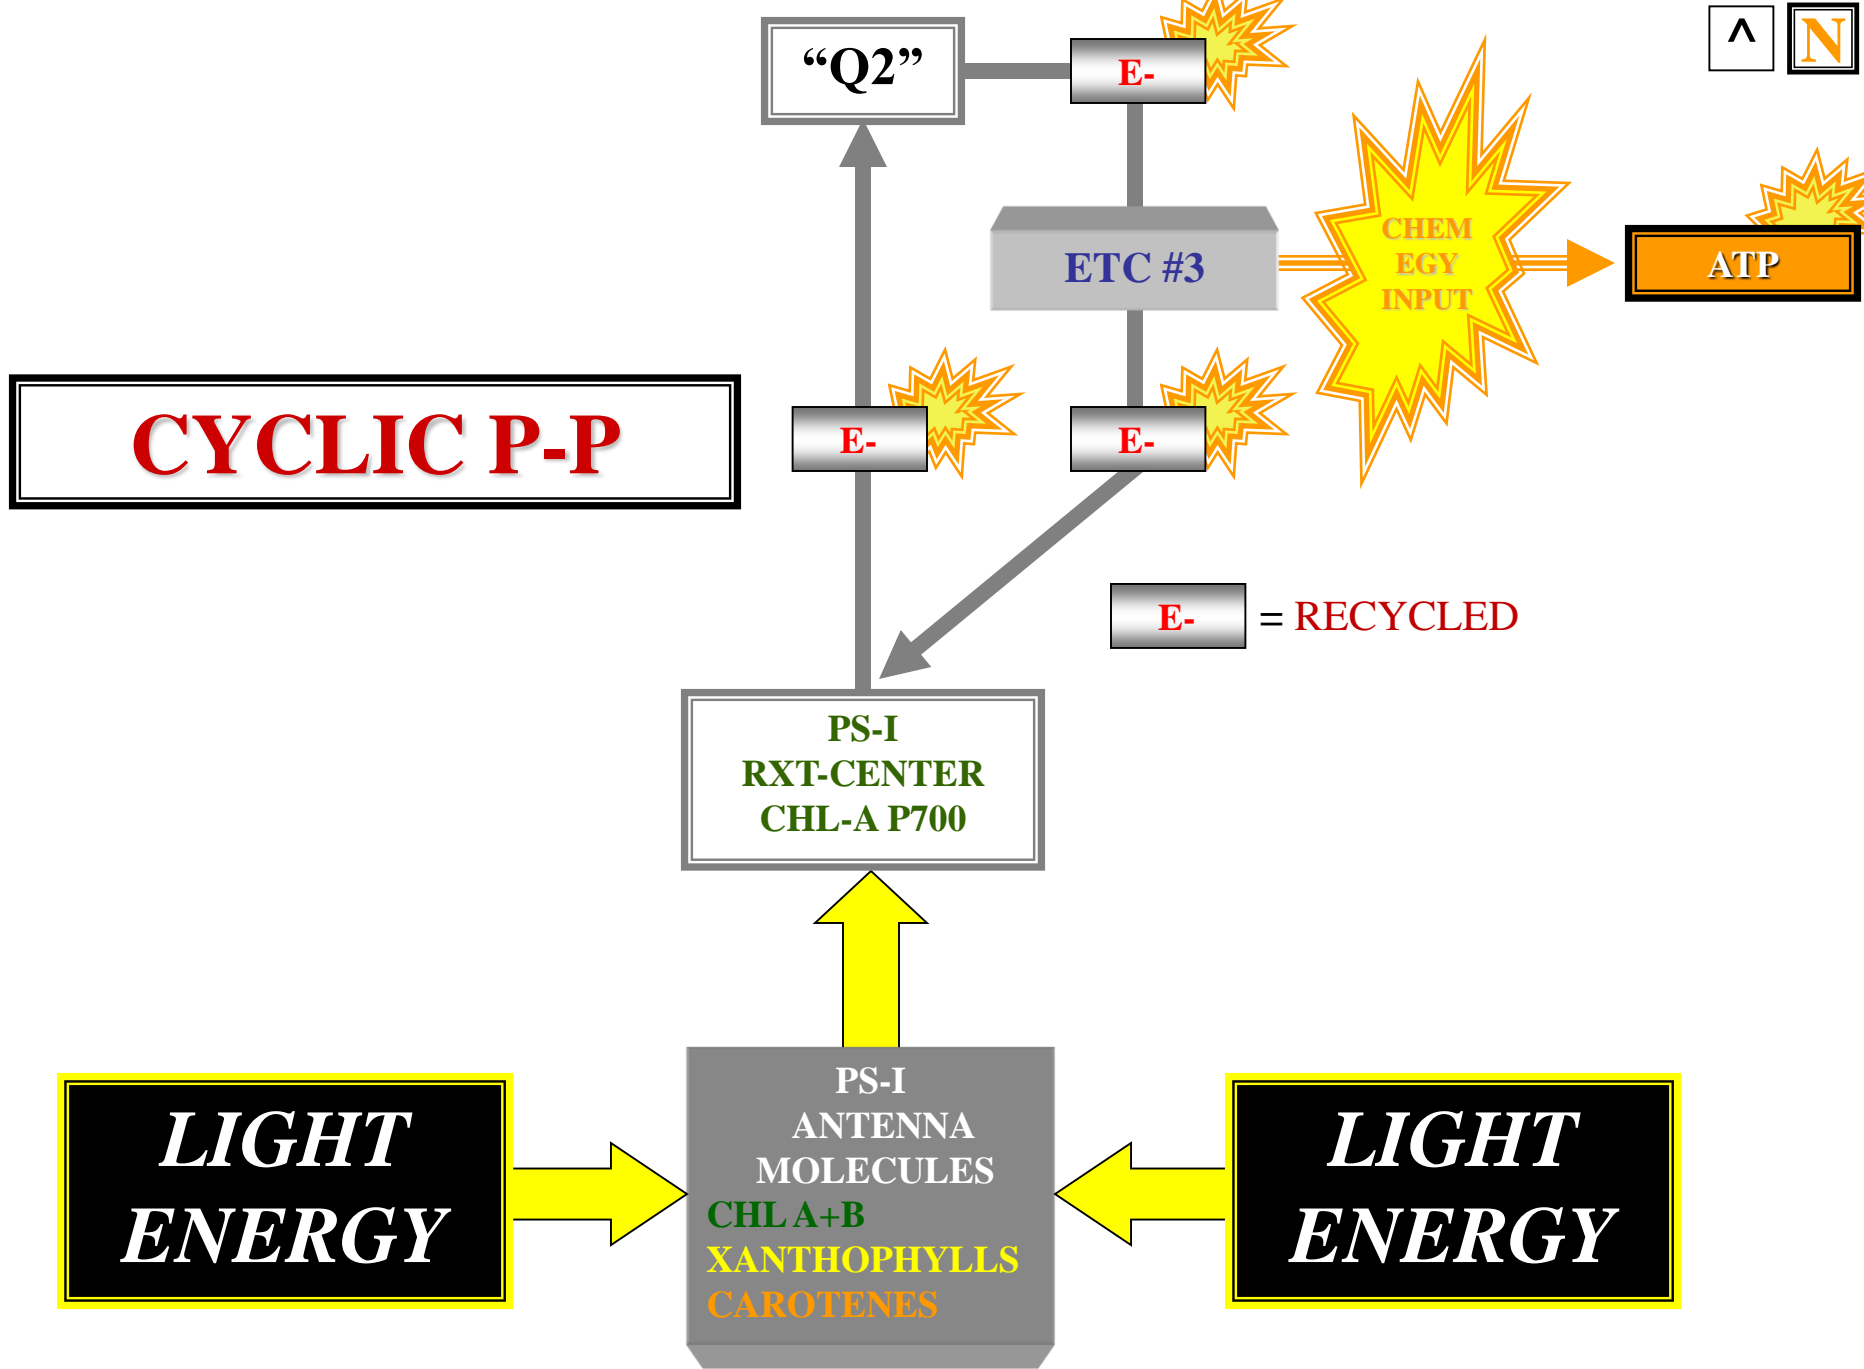 “Q2”
E-
^
N
CHEM
EGY
INPUT
ETC #3
ATP
CYCLIC P-P
E-
E-
E-
= RECYCLED
PS-I
RXT-CENTER
CHL-A P700
LIGHT
ENERGY
PS-I
ANTENNA
MOLECULES
CHL A+B
XANTHOPHYLLS
CAROTENES
LIGHT
ENERGY